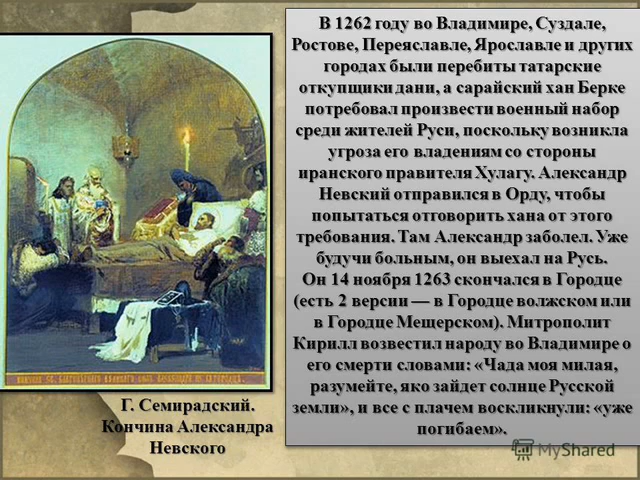 В 1262 году во Владимире, Суздале,
Ростове, Переяславле, Ярославле и других
городах были перебиты татарские
откупщики дани, а сарайский хан Берке
потребовал произвести военный набор
среди жителей Руси, поскольку возникла
угроза его владениям со стороны
иранского правителя Хулагу. Александр
Невский отправился в Орду, чтобы
попытаться отговорить хана от этого
требования. Там Александр заболел. Уже
будучи больным, он выехал на Русь.
Он 14 ноября 1263 скончался в Городце
(есть 2 версии — в Городце волжском или
в Городце Мещерском). Митрополит
Кирилл возвестил народу во Владимире о
его смерти словами: «Чада моя милая,
разумейте, яко зайдет солнце Русской
земли», и все с плачем воскликнули: «уже
погибаем».
Г. Семирадский.
Кончина Александра
Невского
MyShared